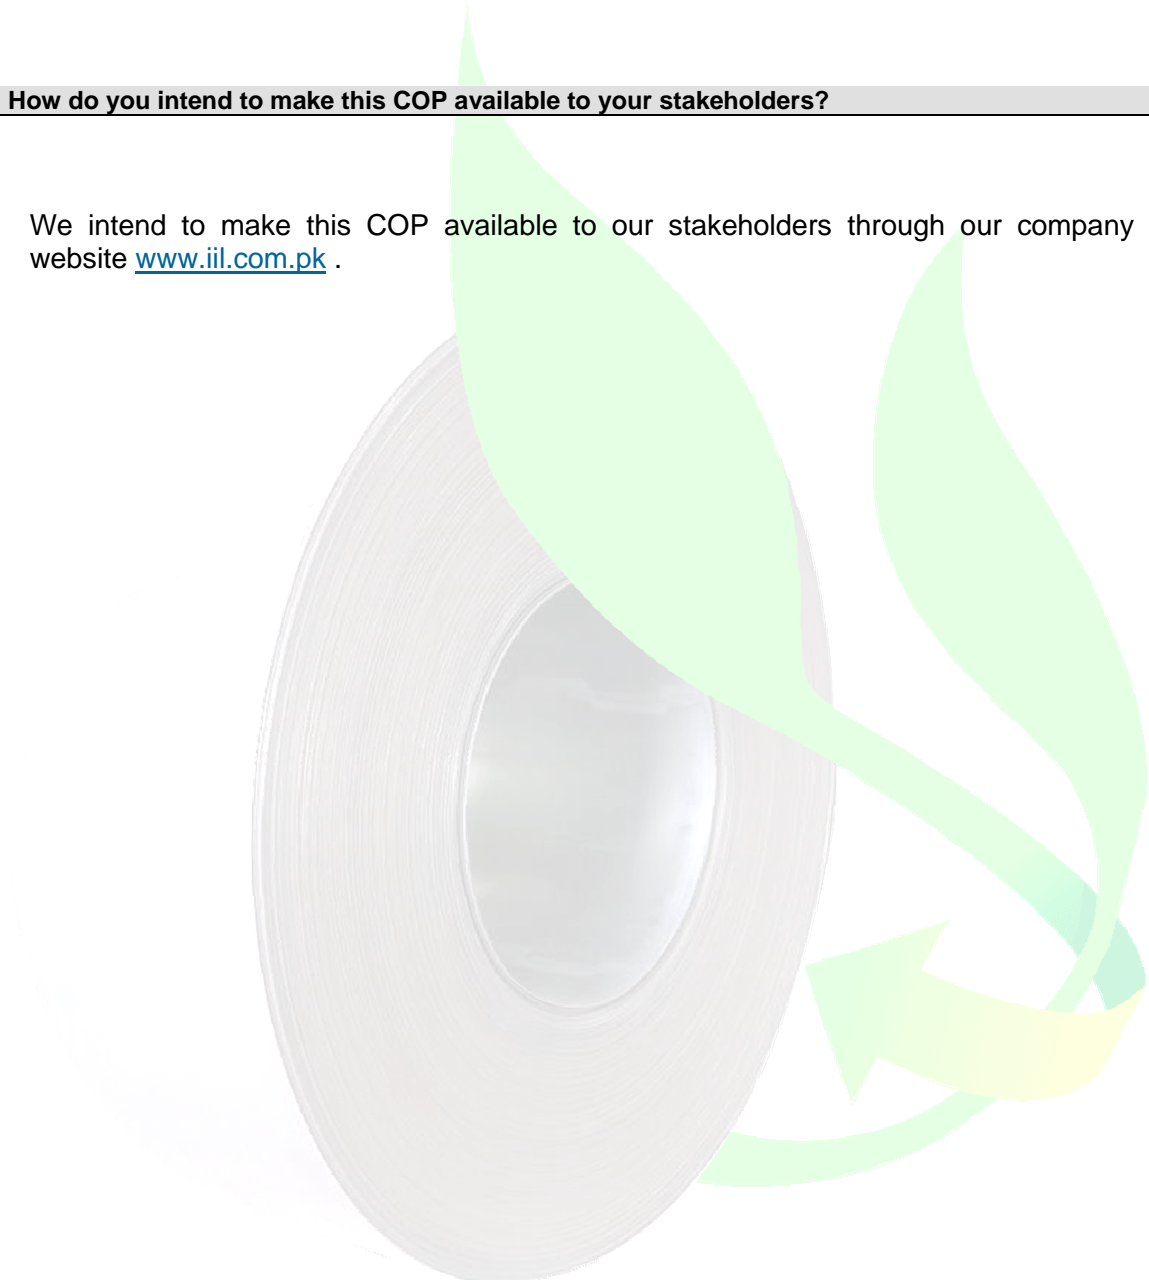 How do you intend to make this COP available to your stakeholders?
We intend to make this COP available to our stakeholders through our company
website www.iil.com.pk .